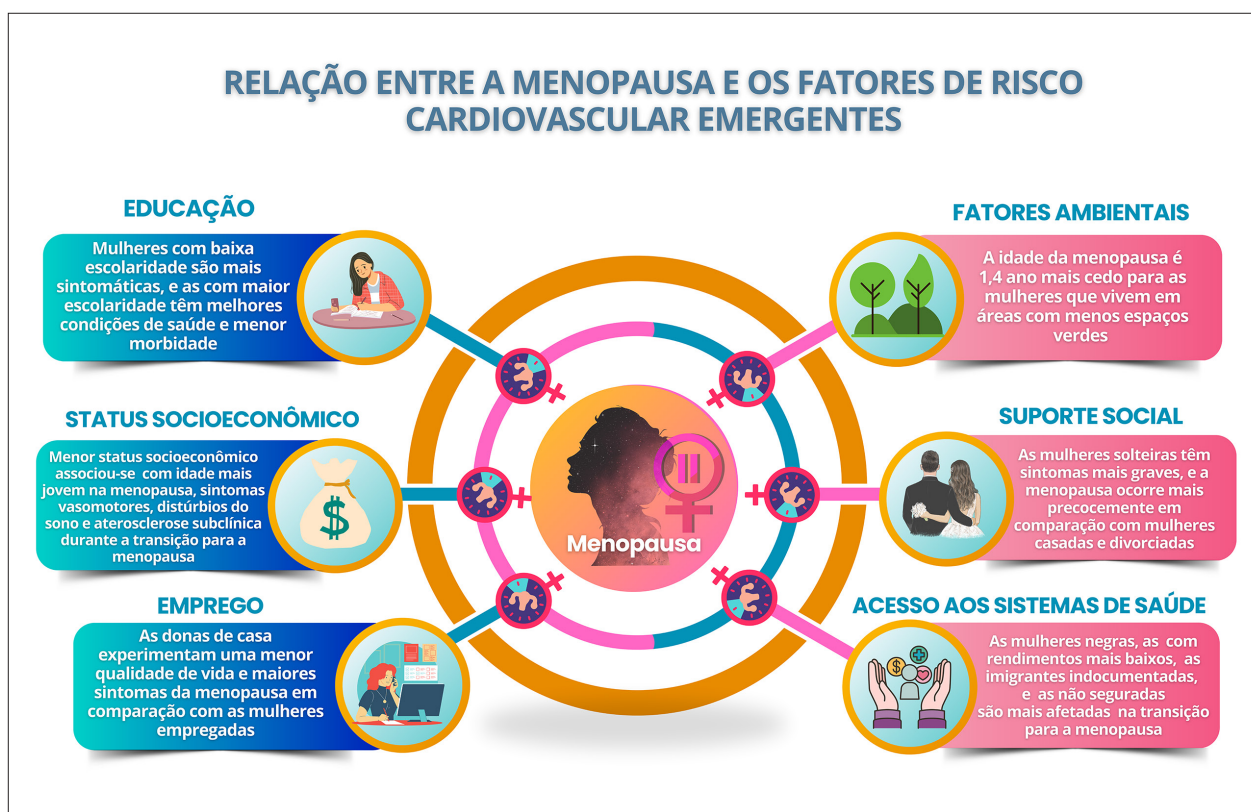 RELAÇÃO ENTRE A MENOPAUSA E OS FATORES DE RISCO
CARDIOVASCULAR EMERGENTES
EDUCAÇÃO
Mulheres com baixa
escolaridade são mais
sintomáticas, e as com maior
escolaridade têm melhores
condições de saúde e menor
morbidade
STATUS SOCIOECONÔMICO
Menor status socioeconômico
associou-se com idade mais
jovem na menopausa, sintomas
vasomotores, distúrbios do
sono e aterosclerose subclínica
durante a transição para a
menopausa
$
EMPREGO
As donas de casa
experimentam uma menor
qualidade de vida e maiores
sintomas da menopausa em
comparação com as mulheres
empregadas
Menopausa
FATORES AMBIENTAIS
A idade da menopausa é
1,4 ano mais cedo para as
mulheres que vivem em
áreas com menos espaços
verdes
SUPORTE SOCIAL
As mulheres solteiras têm
sintomas mais graves, e a
menopausa ocorre mais
precocemente em
comparação com mulheres
casadas e divorciadas
ACESSO AOS SISTEMAS DE SAÚDE
As mulheres negras, as com
rendimentos mais baixos, as
imigrantes indocumentadas,
e as não seguradas
são mais afetadas na transição
para a menopausa
$